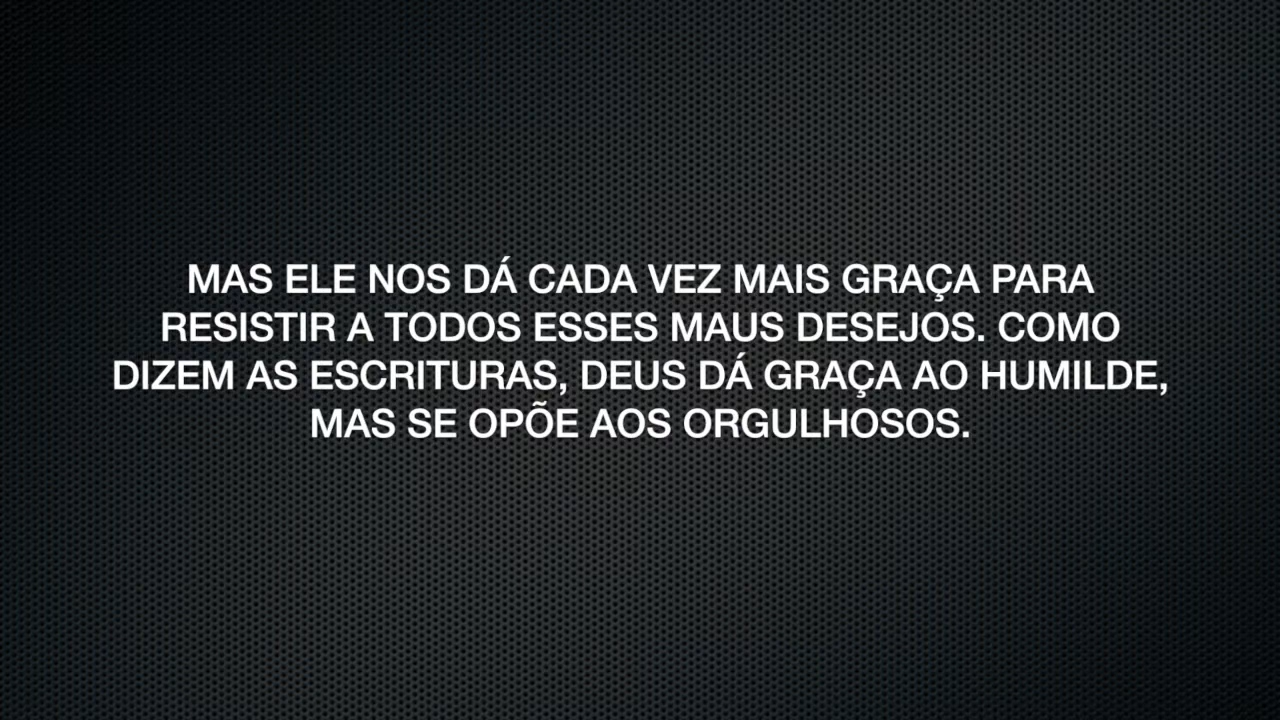 MAS ELE NOS DÁ CADA VEZ MAIS GRAÇA PARA
RESISTIR A TODOS ESSES MAUS DESEJOS. COMO
DIZEM AS ESCRITURAS, DEUS DÁ GRAÇA AO HUMILDE,
MAS SE OPÕE AOS ORGULHOSOS.